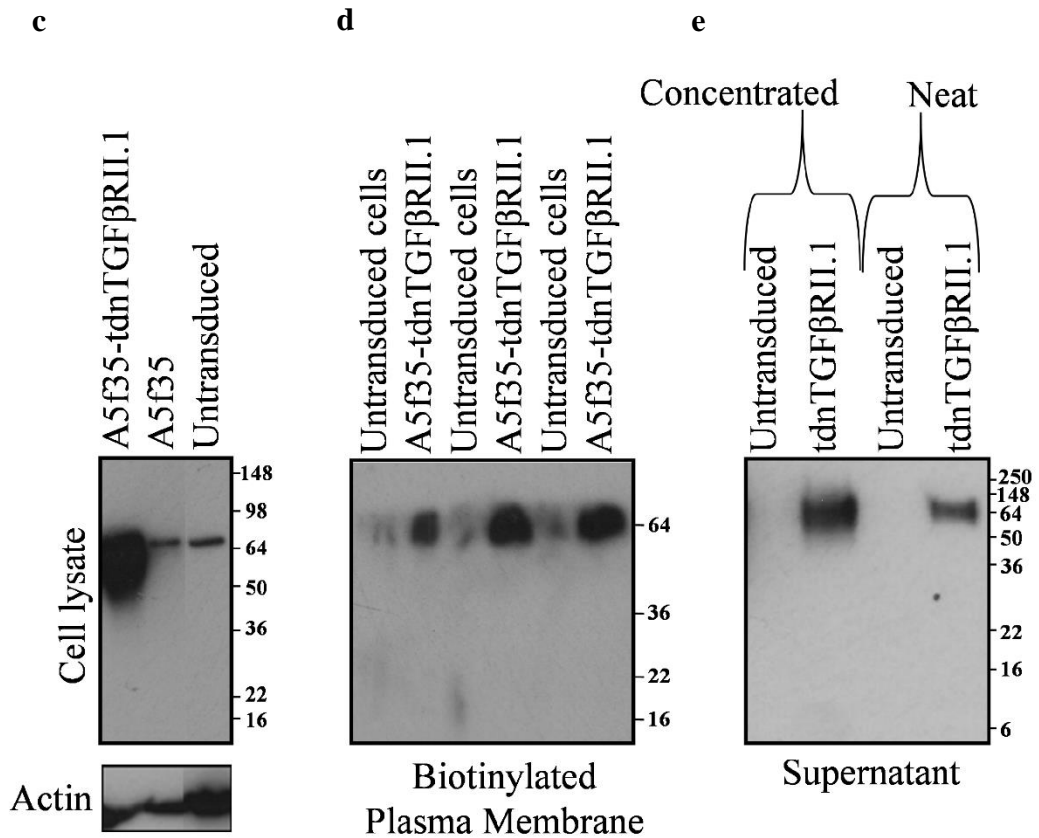 c
A5f35-tdnTGFβRII.1
A5f35
Untransduced
Cell lysate
148
98
64
50
36
22
16
Actin
d
Untransduced cells
A5f35-tdnTGFβRII.1
Untransduced cells
A5f35-tdnTGFβRII.1
Untransduced cells
A5f35-tdnTGFβRII.1
64
36
22
16
Biotinylated
Plasma Membrane
e
Concentrated Neat
Untransduced
tdnTGFβRII.1
Untransduced
tdnTGFβRII.1
250
148
64
50
36
22
16
6
Supernatant